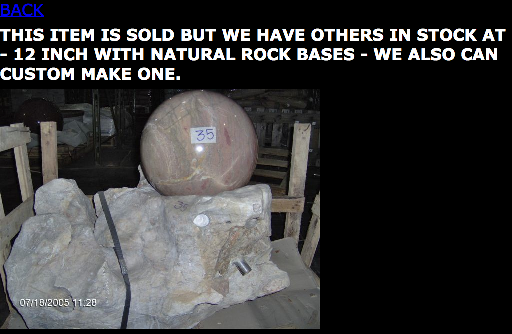 BACK
THIS ITEM IS SOLD BUT WE HAVE OTHERS IN STOCK AT
- 12 INCH WITH NATURAL ROCK BASES - WE ALSO CAN
CUSTOM MAKE ONE.
35
07/18/2005 11:28